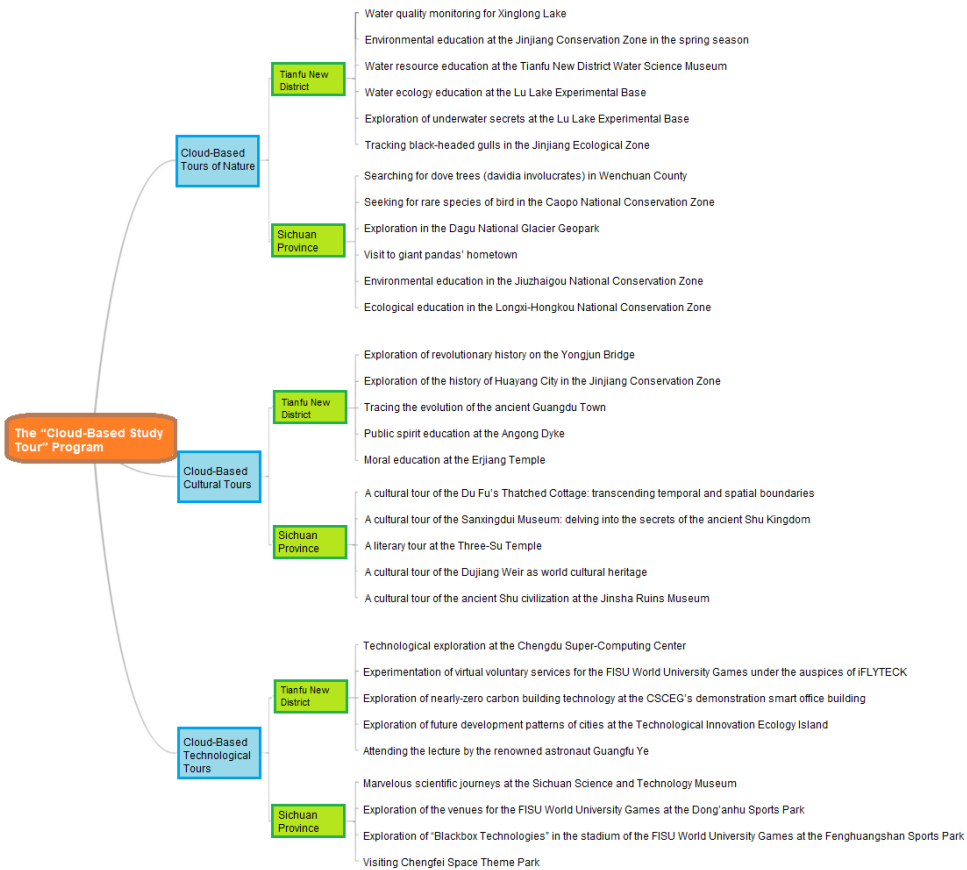 The “Cloud-Based Study
Tour” Program
Cloud-Based
Tours of Nature
Tianfu New
District
Water quality monitoring for Xinglong Lake
Environmental education at the Jinjiang Conservation Zone in the spring season
Water resource education at the Tianfu New District Water Science Museum
Water ecology education at the Lu Lake Experimental Base
Exploration of underwater secrets at the Lu Lake Experimental Base
Tracking black-headed gulls in the Jinjiang Ecological Zone
Sichuan
Province
Searching for dove trees (davidia involucrates) in Wenchuan County
Seeking for rare species of bird in the Caopo National Conservation Zone
Exploration in the Dagu National Glacier Geopark
Visit to giant pandas’ hometown
Environmental education in the Jiuzhaigou National Conservation Zone
Ecological education in the Longxi-Hongkou National Conservation Zone
Cloud-Based
Cultural Tours
Tianfu New
District
Exploration of revolutionary history on the Yongjun Bridge
Exploration of the history of Huayang City in the Jinjiang Conservation Zone
Tracing the evolution of the ancient Guangdu Town
Public spirit education at the Angong Dyke
Moral education at the Erjiang Temple
Sichuan
Province
A cultural tour of the Du Fu’s Thatched Cottage: transcending temporal and spatial boundaries
A cultural tour of the Sanxingdui Museum: delving into the secrets of the ancient Shu Kingdom
A literary tour at the Three-Su Temple
A cultural tour of the Dujiang Weir as world cultural heritage
A cultural tour of the ancient Shu civilization at the Jinsha Ruins Museum
Cloud-Based
Technological
Tours
Tianfu New
District
Technological exploration at the Chengdu Super-Computing Center
Experimentation of virtual voluntary services for the FISU World University Games under the auspices of iFLYTECK
Exploration of nearly-zero carbon building technology at the CSCEG’s demonstration smart office building
Exploration of future development patterns of cities at the Technological Innovation Ecology Island
Attending the lecture by the renowned astronaut Guangfu Ye
Sichuan
Province
Marvelous scientific journeys at the Sichuan Science and Technology Museum
Exploration of the venues for the FISU World University Games at the Dong’anhu Sports Park
Exploration of “Blackbox Technologies” in the stadium of the FISU World University Games at the Fenghuangshan Sports Park
Visiting Chengfei Space Theme Park